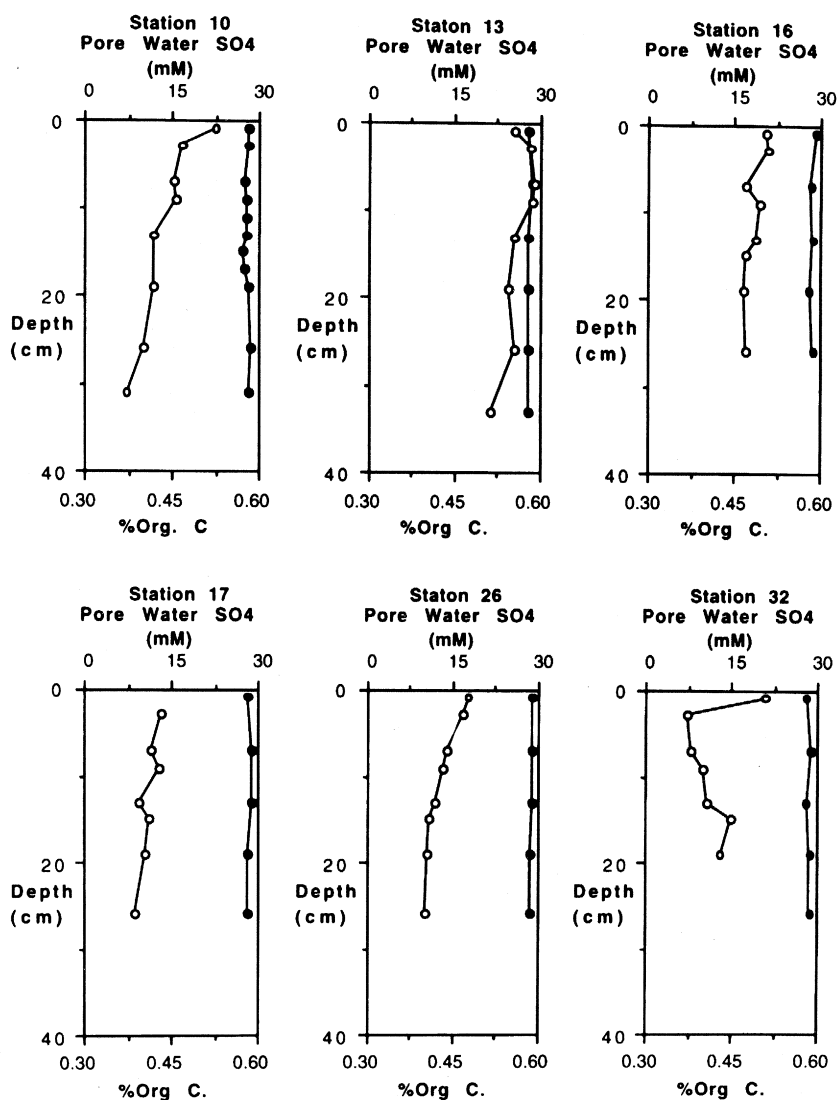 Station 10
Pore Water SO4
(mM)
0 15 30
0
20
Depth
(cm)
40
0.30 0.45 0.60
%Org. C
Staton 13
Pore Water SO4
(mM)
0 15 30
0
20
Depth
(cm)
40
0.30 0.45 0.60
%Org C.
Station 16
Pore Water SO4
(mM)
0 15 30
0
20
Depth
(cm)
40
0.30 0.45 0.60
%Org C.
Station 17
Pore Water SO4
(mM)
0 15 30
0
20
Depth
(cm)
40
0.30 0.45 0.60
%Org C.
Staton 26
Pore Water SO4
(mM)
0 15 30
0
20
Depth
(cm)
40
0.30 0.45 0.60
%Org C.
Station 32
Pore Water SO4
(mM)
0 15 30
0
20
Depth
(cm)
40
0.30 0.45 0.60
%Org C.